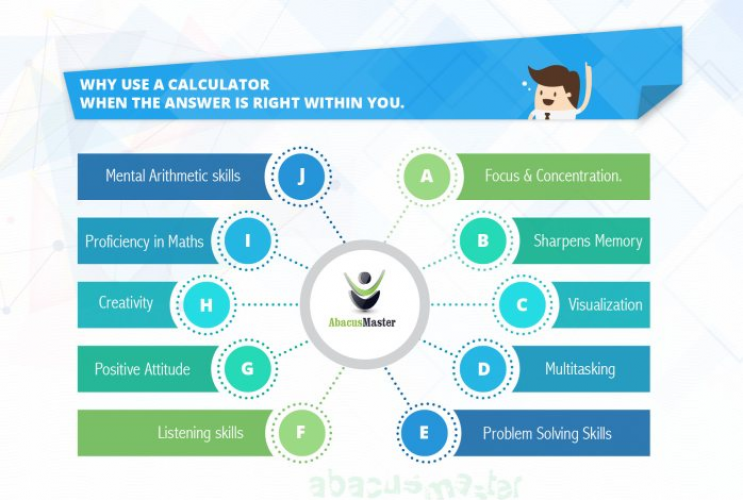 WHY USE A CALCULATOR
WHEN THE ANSWER IS RIGHT WITHIN YOU.
Mental Arithmetic skills J
A Focus & Concentration.
Proficiency in Maths I
B Sharpens Memory
Creativity H
C Visualization
AbacusMaster
Positive Attitude G
D Multitasking
Listening skills F
E Problem Solving Skills